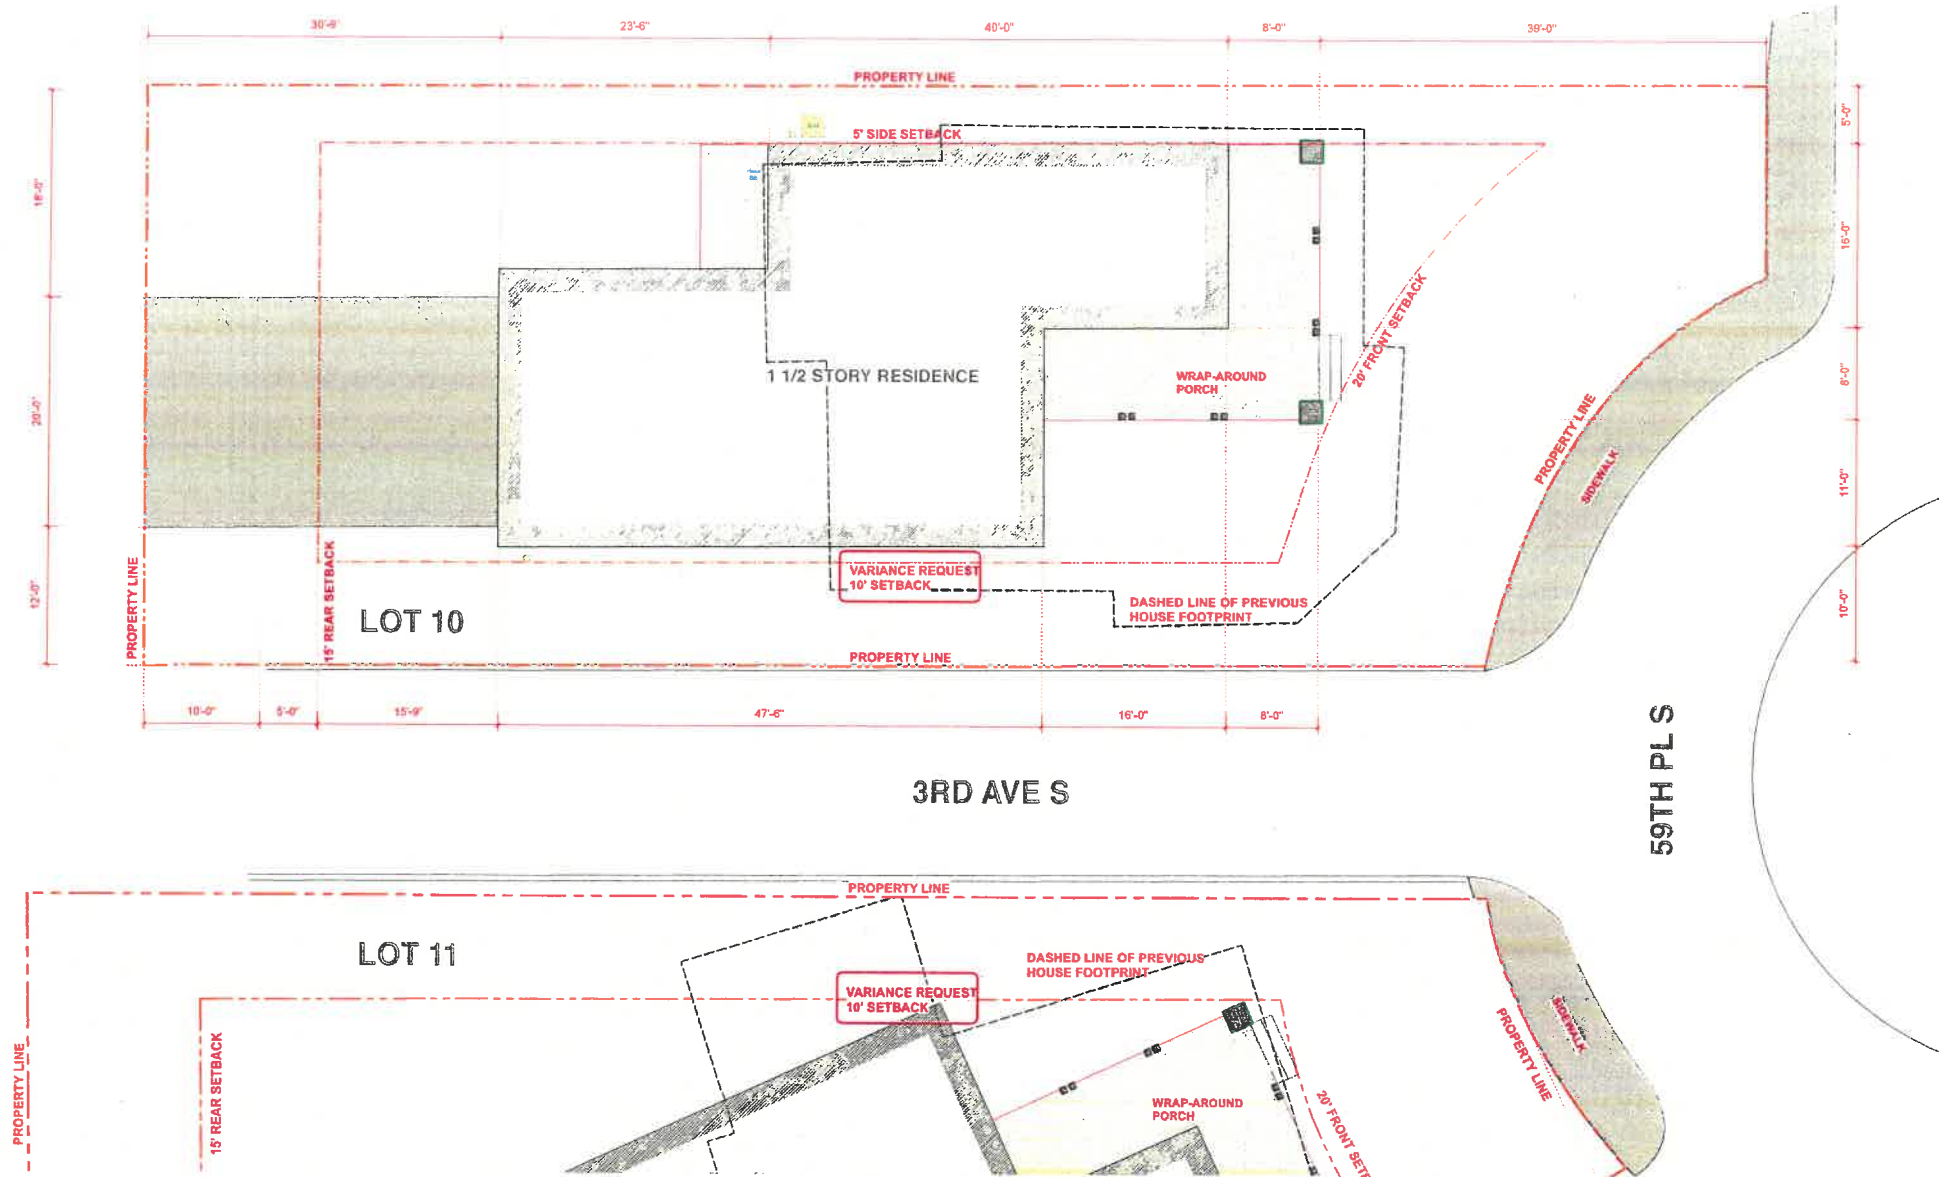 30'-9"
23'-6"
40'-0"
8'-0"
39'-0"
PROPERTY LINE
5' SIDE SETBACK
5'-0"
18'-0"
16'-0"
20' FRONT SETBACK
1 1/2 STORY RESIDENCE
WRAP-AROUND
PORCH
8'-0"
20'-0"
PROPERTY LINE
SIDEWALK
11'-0"
VARIANCE REQUEST
10' SETBACK
DASHED LINE OF PREVIOUS
HOUSE FOOTPRINT
12'-0"
PROPERTY LINE
15' REAR SETBACK
LOT 10
10'-0"
PROPERTY LINE
10'-0"
5'-0"
15'-9"
47'-6"
16'-0"
8'-0"
3RD AVE S
59TH PL S
PROPERTY LINE
LOT 11
DASHED LINE OF PREVIOUS
HOUSE FOOTPRINT
VARIANCE REQUEST
10' SETBACK
PROPERTY LINE
15' REAR SETBACK
WRAP-AROUND
PORCH
20' FRONT SET
PROPERTY LINE
SIDEWALK